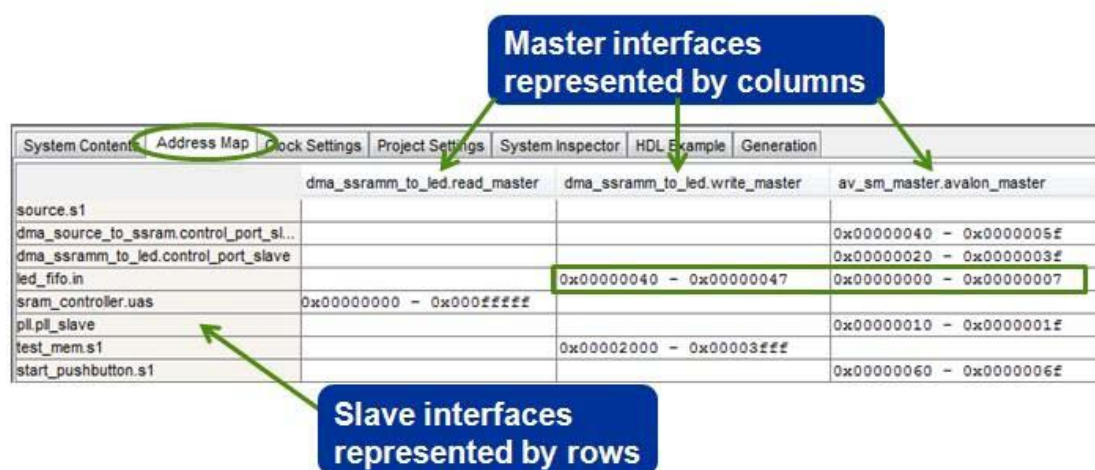 Master interfaces
represented by columns
System Contents Address Map Clock Settings Project Settings System Inspector HDL Example Generation
dma_ssramm_to_led.read_master dma_ssramm_to_led.write_master av_sm_master.avalon_master
source.s1
dma_source_to_ssram.control_port_sl... 0x00000040 - 0x0000005f
dma_ssramm_to_led.control_port_slave 0x00000020 - 0x0000003f
led_fifo.in 0x00000040 - 0x00000047 0x00000000 - 0x00000007
sram_controller.uas 0x00000000 - 0x000fffff
pll.pll_slave 0x00000010 - 0x0000001f
test_mem.s1 0x00002000 - 0x00003fff
start_pushbutton.s1 0x00000060 - 0x0000006f
Slave interfaces
represented by rows